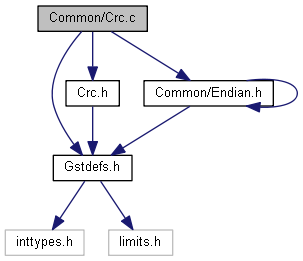 Common/Crc.c
Crc.h
Common/Endian.h
Gstdefs.h
inttypes.h
limits.h